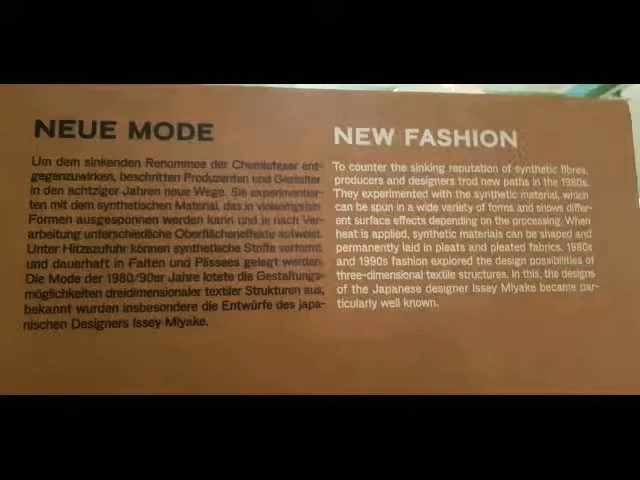 NEUE MODE
Um dem sinkenden Renommee der Chemiefaser ent-
gegenzuwirken, beschritten Produzenten und Gestalter
in den achtziger Jahren neue Wege. Sie experimentier-
ten mit dem synthetischen Material, das in vielseitigen
Formen ausgesponnen werden kann und je nach Ver-
arbeitung unterschiedliche Oberflächeneffekte aufweist.
Unter Hitzezufuhr können synthetische Stoffe verformt
und dauerhaft in Falten und Plissees gelegt werden.
Die Mode der 1980/90er Jahre lotete die Gestaltungs-
möglichkeiten dreidimensionaler textiler Strukturen aus,
bekannt wurden insbesondere die Entwürfe des japa-
nischen Designers Issey Miyake.
NEW FASHION
To counter the sinking reputation of synthetic fibres,
producers and designers trod new paths in the 1980s.
They experimented with the synthetic material, which
can be spun in a wide variety of forms and shows differ-
ent surface effects depending on the processing. When
heat is applied, synthetic materials can be shaped and
permanently laid in pleats and pleated fabrics. 1980s
and 1990s fashion explored the design possibilities of
three-dimensional textile structures. In this, the designs
of the Japanese designer Issey Miyake became par-
ticularly well known.